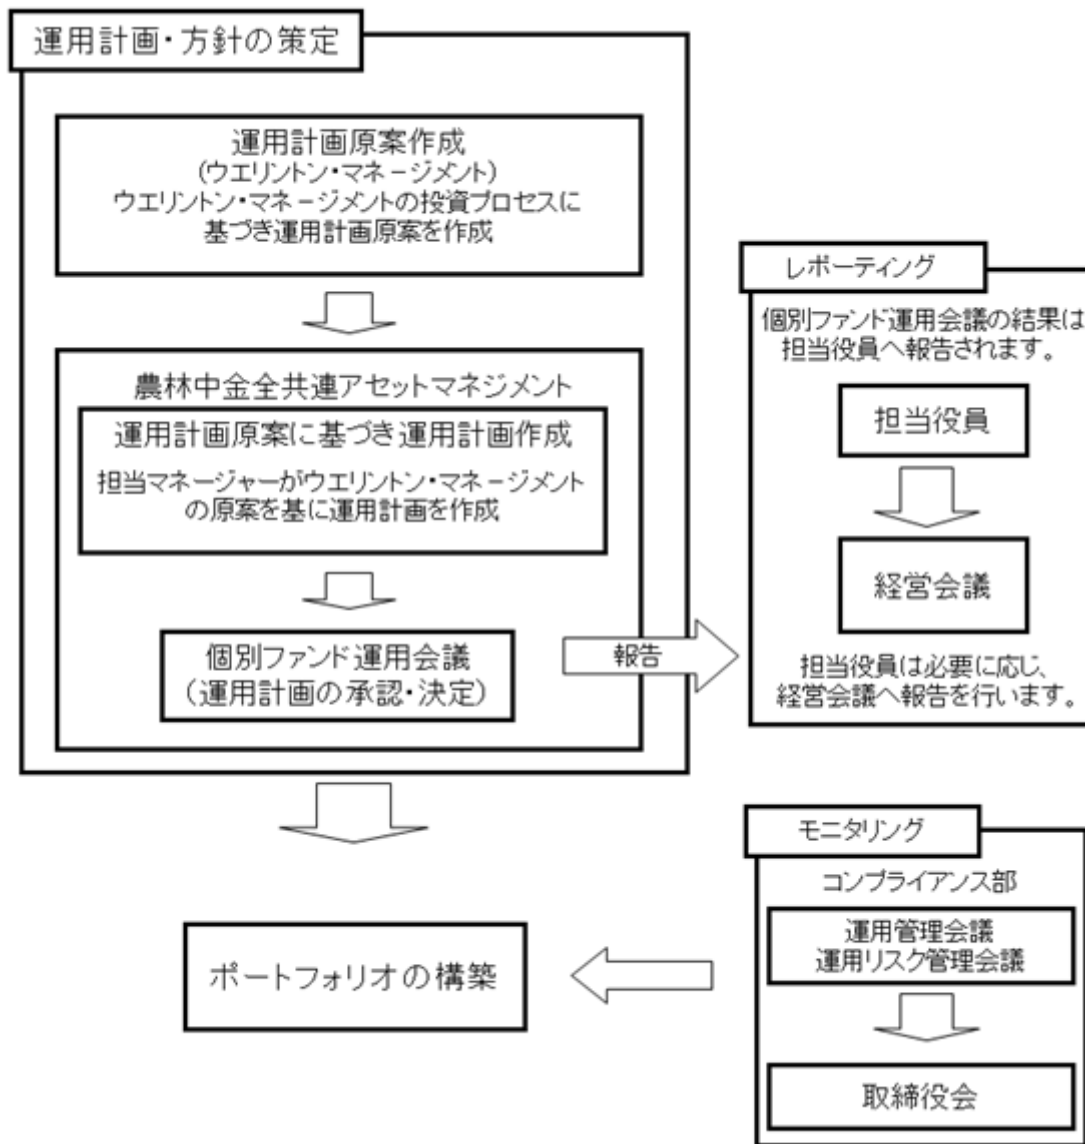 運用計画・方針の策定
運用計画原案作成
(ウエリントン・マネージメント)
ウエリントン・マネージメントの投資プロセスに
基づき運用計画原案を作成
農林中金全共連アセットマネジメント
運用計画原案に基づき運用計画作成
担当マネージャーがウエリントン・マネージメント
の原案を基に運用計画を作成
個別ファンド運用会議
(運用計画の承認・決定)
報告
レポーティング
個別ファンド運用会議の結果は
担当役員へ報告されます。
担当役員
経営会議
担当役員は必要に応じ、
経営会議へ報告を行います。
ポートフォリオの構築
モニタリング
コンプライアンス部
運用管理会議
運用リスク管理会議
取締役会